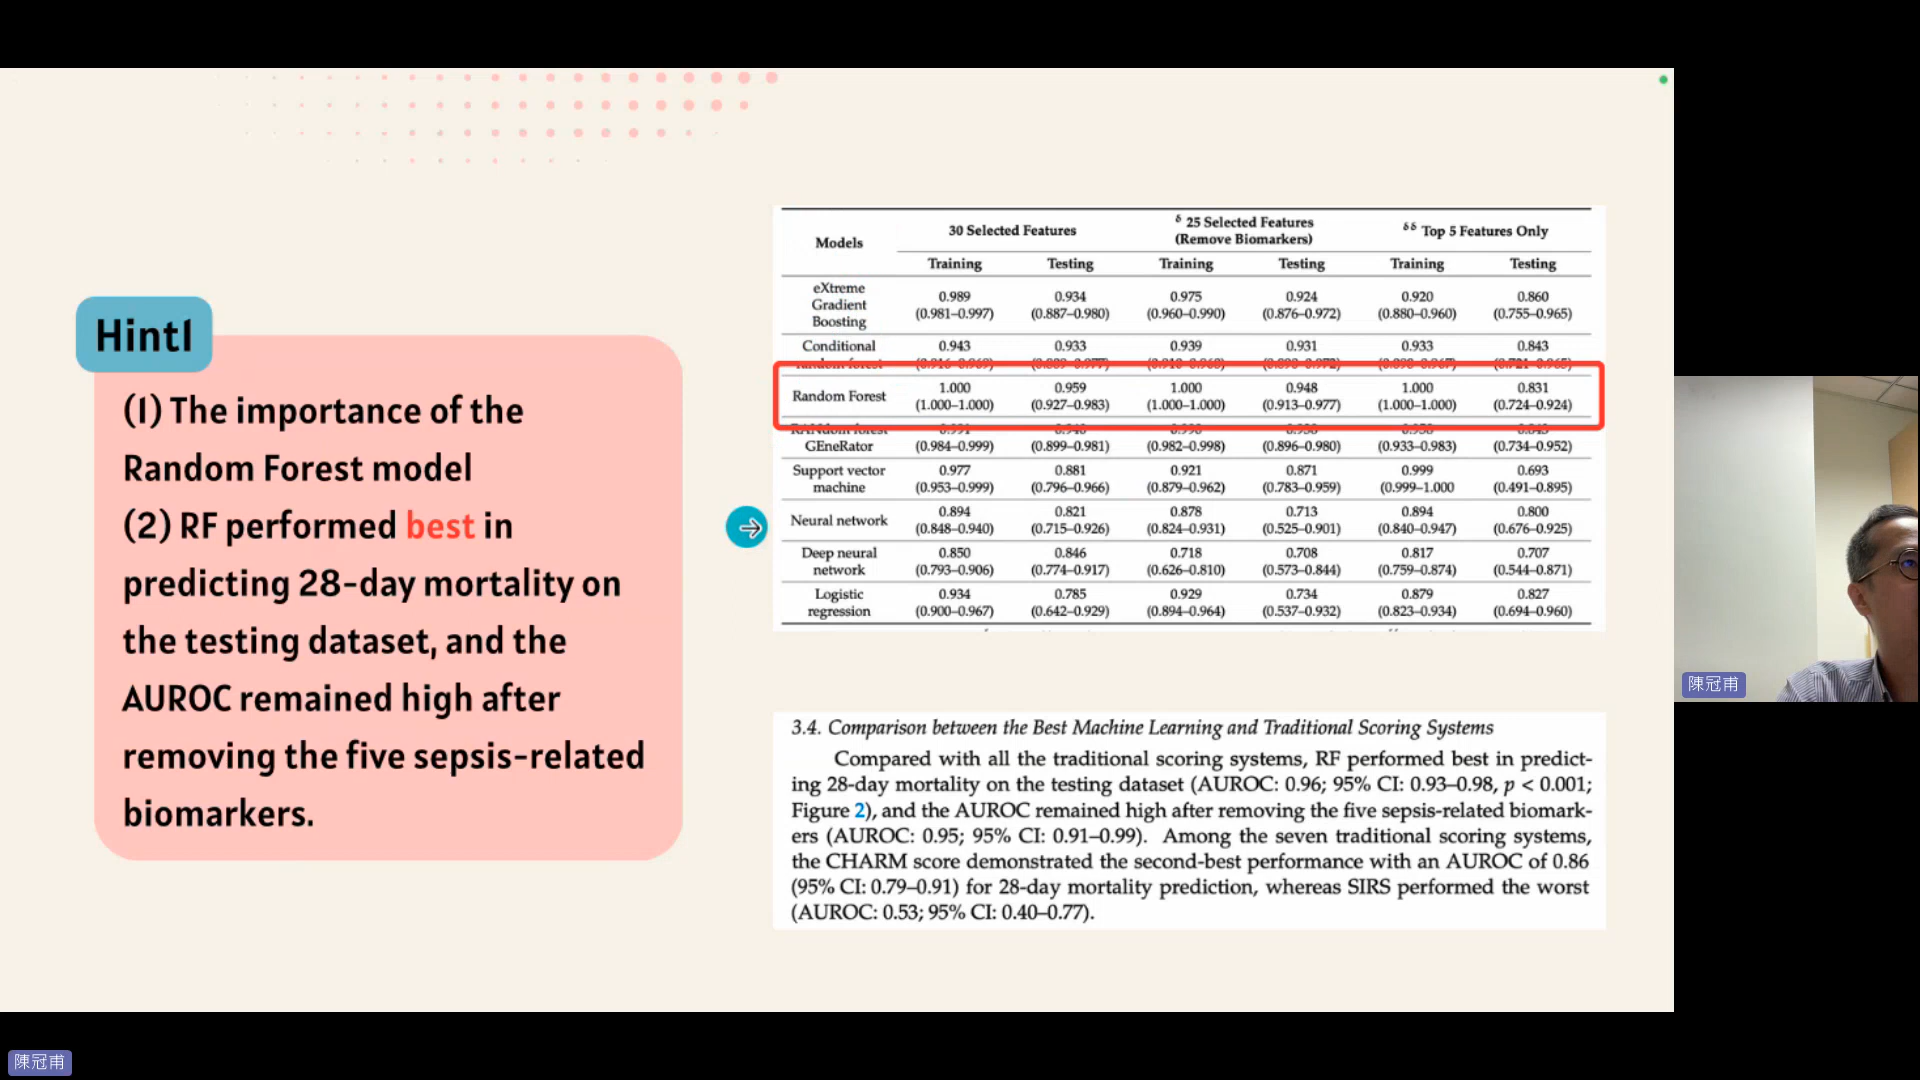 Hint1
(1) The importance of the
Random Forest model
(2) RF performed best in
predicting 28-day mortality on
the testing dataset, and the
AUROC remained high after
removing the five sepsis-related
biomarkers.
Models 30 Selected Features δ 25 Selected Features (Remove Biomarkers) δδ Top 5 Features Only
Training Testing Training Testing Training Testing
eXtreme Gradient Boosting 0.989 0.934 0.975 0.924 0.920 0.860
(0.981–0.997) (0.887–0.980) (0.960–0.990) (0.876–0.972) (0.880–0.960) (0.755–0.965)
Conditional 0.943 0.933 0.939 0.931 0.933 0.843
random forest
Random Forest 1.000 0.959 1.000 0.948 1.000 0.831
(1.000–1.000) (0.927–0.983) (1.000–1.000) (0.913–0.977) (1.000–1.000) (0.724–0.924)
RANdom forest
GEneRator (0.984–0.999) (0.899–0.981) (0.982–0.998) (0.896–0.980) (0.933–0.983) (0.734–0.952)
Support vector 0.977 0.881 0.921 0.871 0.999 0.693
machine (0.953–0.999) (0.796–0.966) (0.879–0.962) (0.783–0.959) (0.999–1.000 (0.491–0.895)
Neural network 0.894 0.821 0.878 0.713 0.894 0.800
(0.848–0.940) (0.715–0.926) (0.824–0.931) (0.525–0.901) (0.840–0.947) (0.676–0.925)
Deep neural 0.850 0.846 0.718 0.708 0.817 0.707
network (0.793–0.906) (0.774–0.917) (0.626–0.810) (0.573–0.844) (0.759–0.874) (0.544–0.871)
Logistic 0.934 0.785 0.929 0.734 0.879 0.827
regression (0.900–0.967) (0.642–0.929) (0.894–0.964) (0.537–0.932) (0.823–0.934) (0.694–0.960)
3.4. Comparison between the Best Machine Learning and Traditional Scoring Systems
Compared with all the traditional scoring systems, RF performed best in predict-
ing 28-day mortality on the testing dataset (AUROC: 0.96; 95% CI: 0.93–0.98, p < 0.001;
Figure 2), and the AUROC remained high after removing the five sepsis-related biomark-
ers (AUROC: 0.95; 95% CI: 0.91–0.99). Among the seven traditional scoring systems,
the CHARM score demonstrated the second-best performance with an AUROC of 0.86
(95% CI: 0.79–0.91) for 28-day mortality prediction, whereas SIRS performed the worst
(AUROC: 0.53; 95% CI: 0.40–0.77).
陳冠甫
陳冠甫